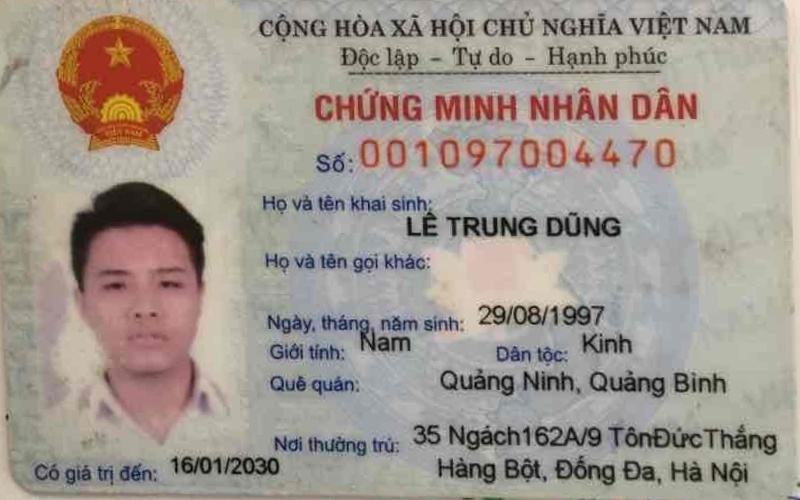 CỘNG HÒA XÃ HỘI CHỦ NGHĨA VIỆT NAM
Độc lập – Tự do – Hạnh phúc
CHỨNG MINH NHÂN DÂN
Số: 001097004470
Họ và tên khai sinh:
LÊ TRUNG DŨNG
Họ và tên gọi khác:
Ngày, tháng, năm sinh: 29/08/1997
Giới tính: Nam Dân tộc: Kinh
Quê quán: Quảng Ninh, Quảng Bình
Nơi thường trú: 35 Ngách162A/9 TônĐứcThắng
Hàng Bột, Đống Đa, Hà Nội
Có giá trị đến: 16/01/2030
VIỆT NAM